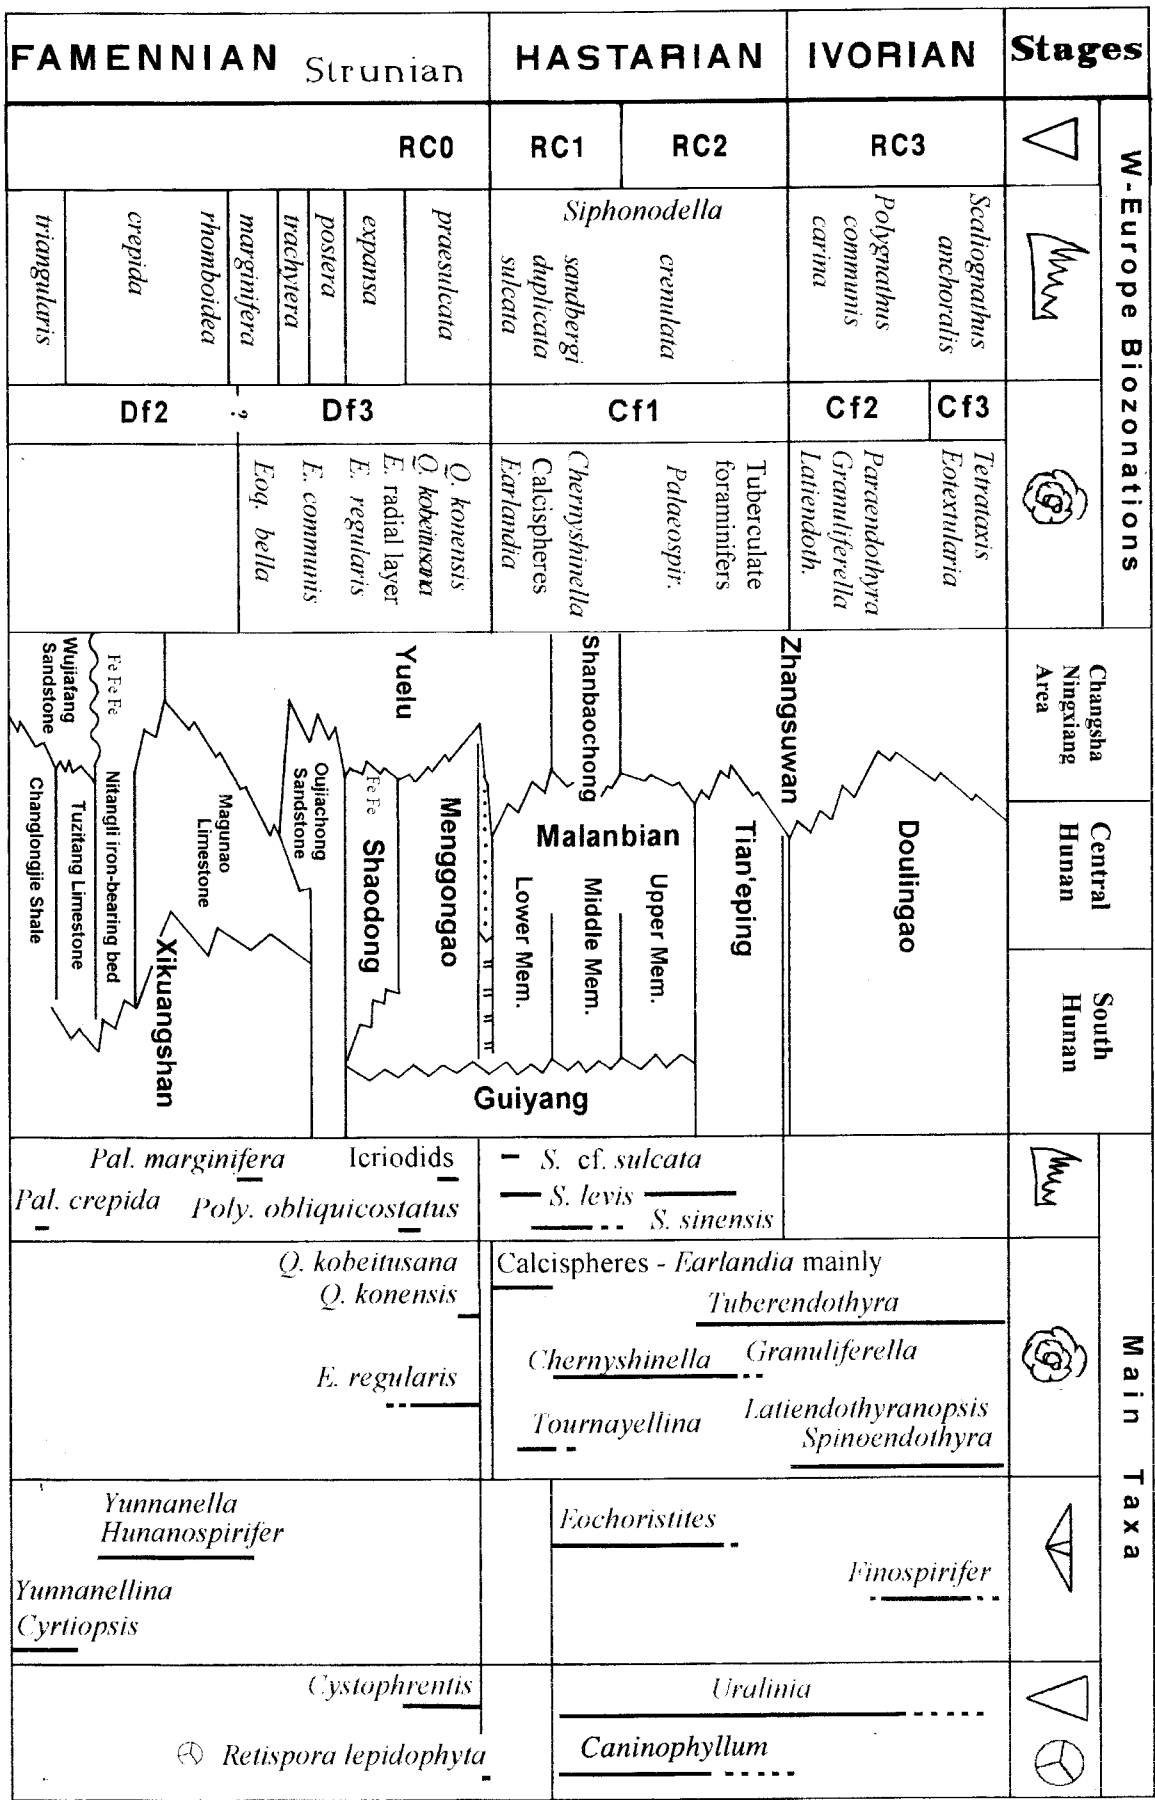 FAMENNIAN Strunian
HASTARIAN
IVORIAN
Stages
RC0
RC1
RC2
RC3
W-Europe Biozonations
triangularis
crepida
rhomboidea
marginifera
trachytera
postera
expansa
praesulcata
Siphonodella
sulcata
duplicata
sandbergi
crenulata
carina
communis
Polygnathus
anchoralis
Scaliognathus
Df2
?
Df3
Cf1
Cf2
Cf3
Eoq. bella
E. communis
E. regularis
E. radial layer
Q. kobeitusana
Q. konensis
Earlandia
Calcispheres
Chernyshinella
Palaeospir.
foraminifers
Tuberculate
Latiendoth.
Granuliferella
Paraendothyra
Eotextularia
Tetrataxis
Changsha
Ningxiang
Area
Central
Hunan
South
Hunan
Wujiafang
Sandstone
Fe Fe Fe
Yuelu
Shanbaochong
Zhangsuwan
Changlongjie Shale
Tuzitang Limestone
Nitangli iron-bearing bed
Magunao
Limestone
Oujiachong
Sandstone
Fe Fe
Shaodong
Menggongao
Malanbian
Lower Mem.
Middle Mem.
Upper Mem.
Tian'eping
Doulingao
Xikuangshan
Guiyang
Main Taxa
Pal. marginifera
Icriodids
S. cf. sulcata
Pal. crepida
Poly. obliquicostatus
S. levis
S. sinensis
Q. kobeitusana
Calcispheres - Earlandia mainly
Q. konensis
Tuberendothyra
Chernyshinella
Granuliferella
E. regularis
Tournayellina
Latiendothyranopsis
Spinoendothyra
Yunnanella
Hunanospirifer
Eochoristites
Finospirifer
Yunnanellina
Cyrtiopsis
Cystophrentis
Uralinia
Retispora lepidophyta
Caninophyllum